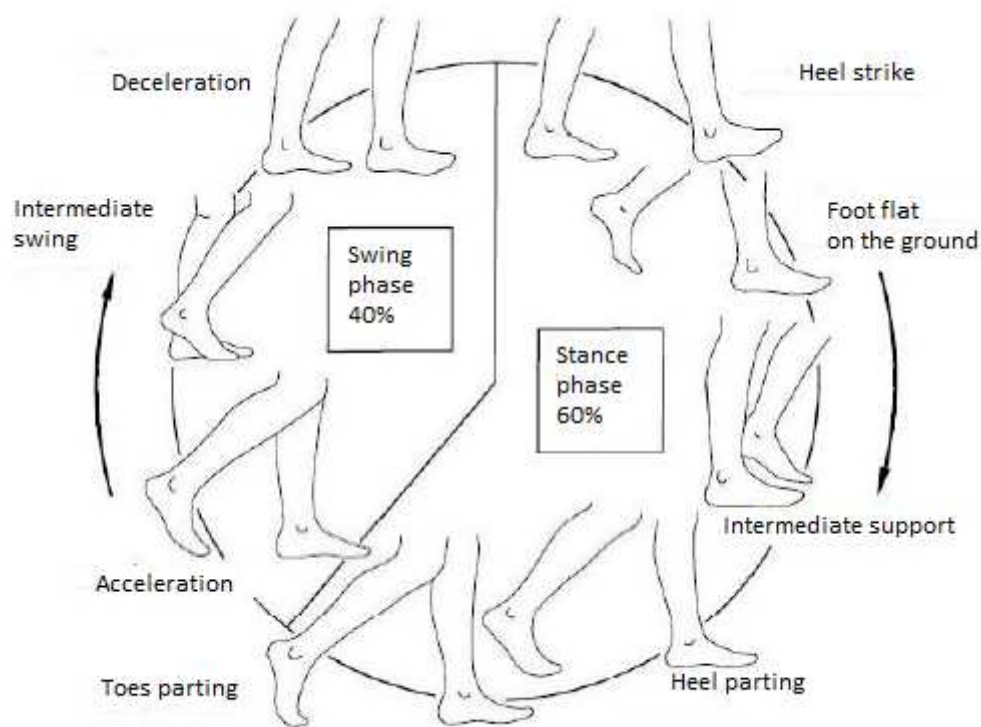 Deceleration
Heel strike
Intermediate
swing
Foot flat
on the ground
Swing
phase
40%
Stance
phase
60%
Intermediate support
Acceleration
Toes parting
Heel parting